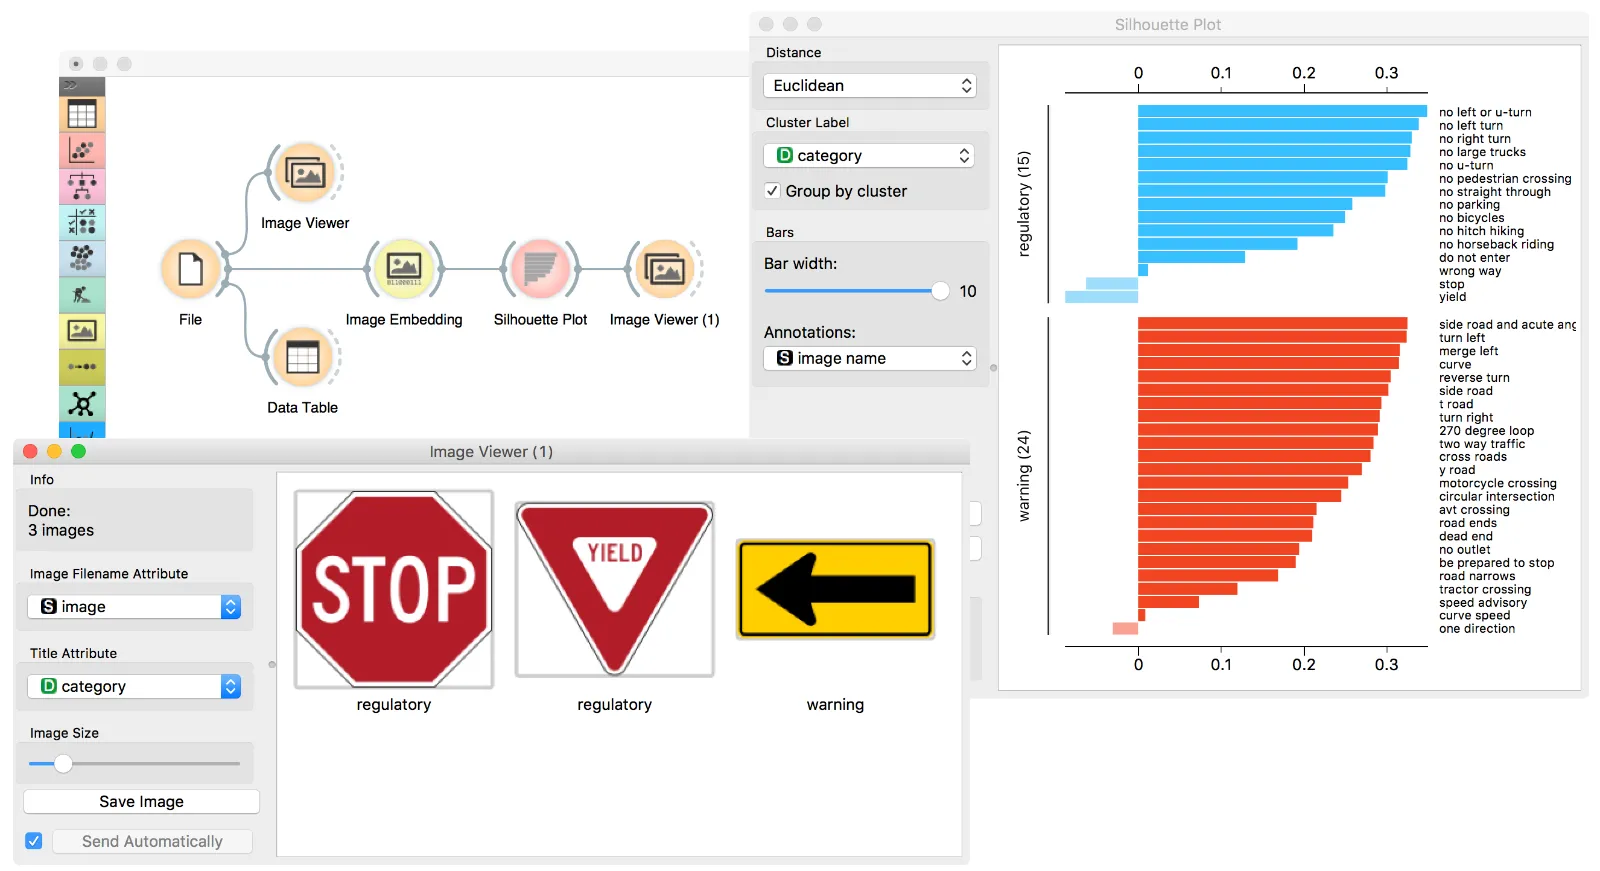 Silhouette Plot
Distance
Euclidean
Cluster Label
D category
Group by cluster
Bars
Bar width:
10
Annotations:
S image name
0 0.1 0.2 0.3
regulatory (15)
no left or u-turn
no left turn
no right turn
no large trucks
no u-turn
no pedestrian crossing
no straight through
no parking
no bicycles
no hitch hiking
no horseback riding
do not enter
wrong way
stop
yield
warning (24)
side road and acute ang
turn left
merge left
curve
reverse turn
side road
t road
turn right
270 degree loop
two way traffic
cross roads
y road
motorcycle crossing
circular intersection
avt crossing
road ends
dead end
no outlet
be prepared to stop
road narrows
tractor crossing
speed advisory
curve speed
one direction
0 0.1 0.2 0.3
Image Viewer
File
011000111
Image Embedding
Silhouette Plot
Image Viewer (1)
Data Table
Image Viewer (1)
Info
Done:
3 images
Image Filename Attribute
S image
Title Attribute
D category
Image Size
Save Image
Send Automatically
STOP
YIELD
regulatory
regulatory
warning